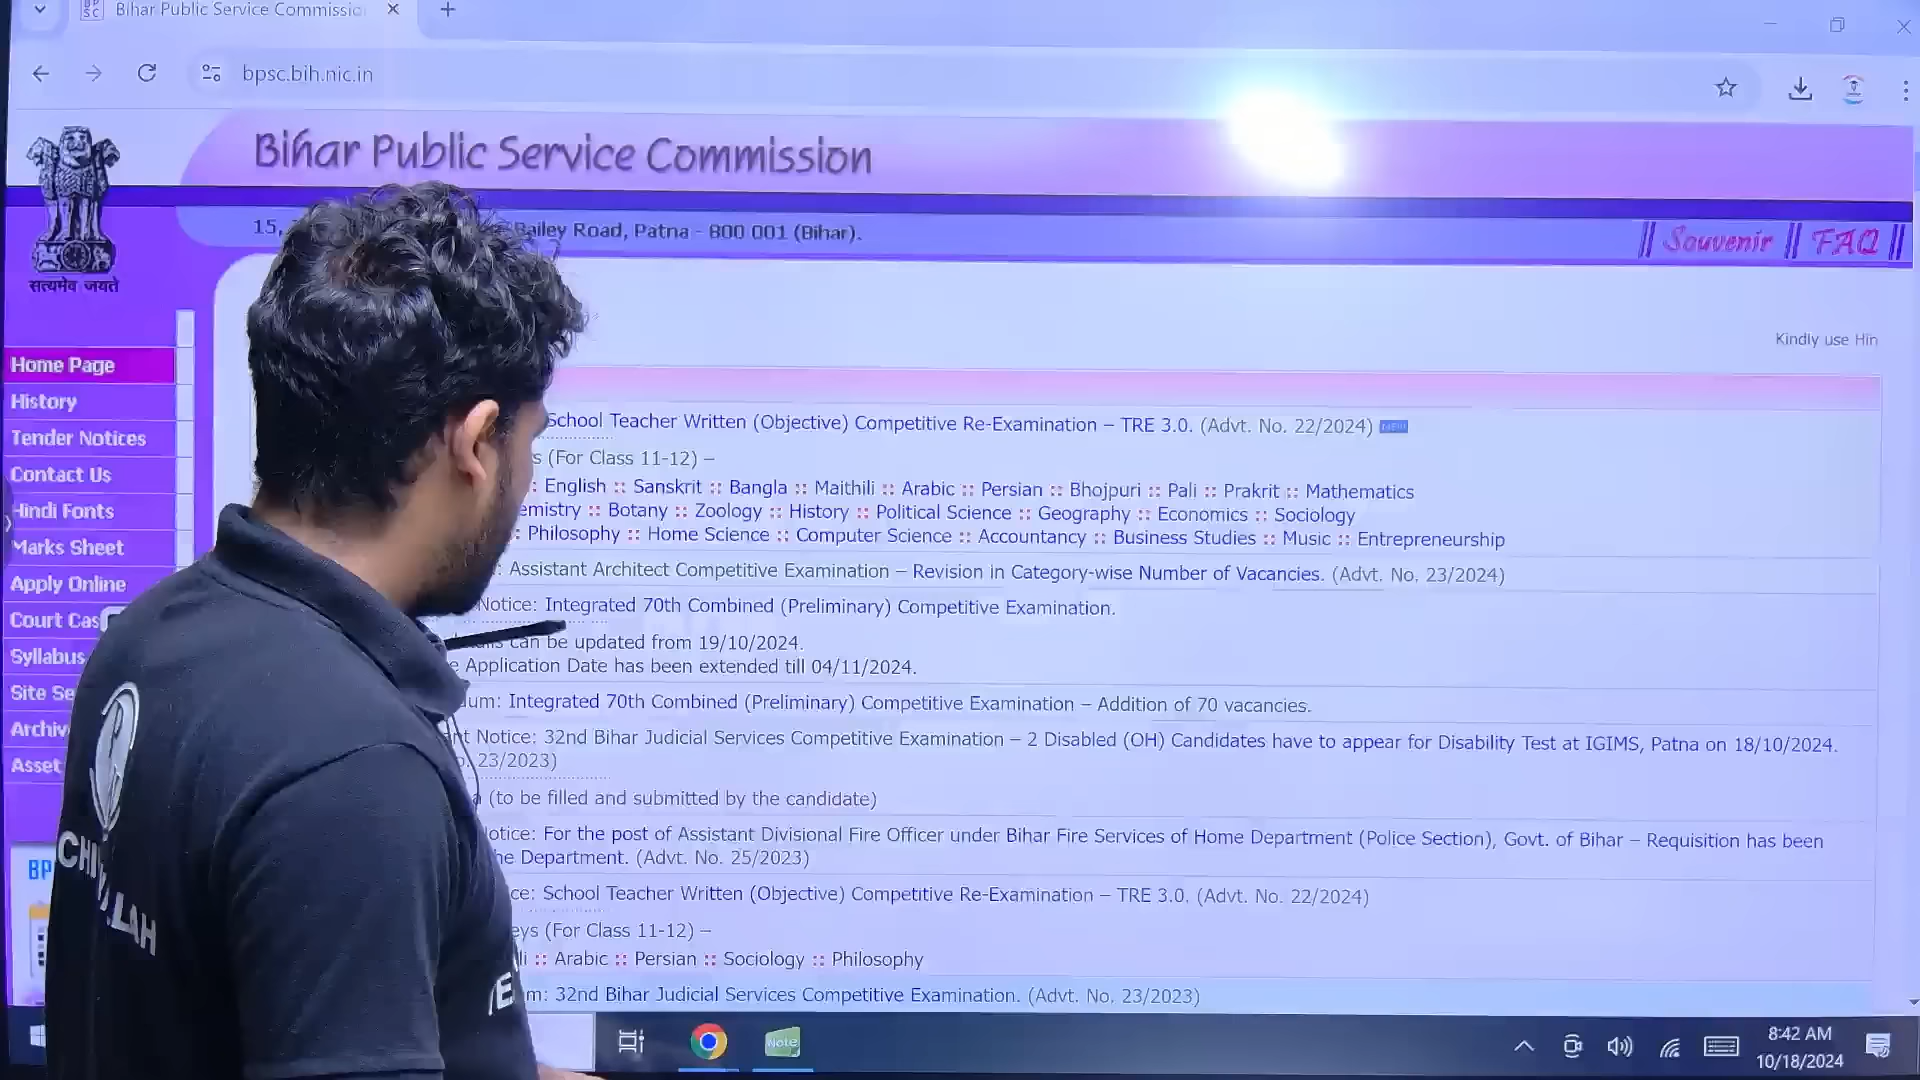 Bihar Public Service Commissio
bpsc.bih.nic.in
Bihar Public Service Commission
15, Bailey Road, Patna - 800 001 (Bihar).
|| Souvenir || FAQ ||
सत्यमेव जयते
Kindly use Hin
Home Page
History
Tender Notices
Contact Us
Hindi Fonts
Marks Sheet
Apply Online
Court Cas
Syllabus
Site Se
Archiv
Asset
BP
School Teacher Written (Objective) Competitive Re-Examination – TRE 3.0. (Advt. No. 22/2024) NEW
s (For Class 11-12) –
:: English :: Sanskrit :: Bangla :: Maithili :: Arabic :: Persian :: Bhojpuri :: Pali :: Prakrit :: Mathematics
emistry :: Botany :: Zoology :: History :: Political Science :: Geography :: Economics :: Sociology
:: Philosophy :: Home Science :: Computer Science :: Accountancy :: Business Studies :: Music :: Entrepreneurship
: Assistant Architect Competitive Examination – Revision in Category-wise Number of Vacancies. (Advt. No. 23/2024)
Notice: Integrated 70th Combined (Preliminary) Competitive Examination.
can be updated from 19/10/2024.
e Application Date has been extended till 04/11/2024.
um: Integrated 70th Combined (Preliminary) Competitive Examination – Addition of 70 vacancies.
nt Notice: 32nd Bihar Judicial Services Competitive Examination – 2 Disabled (OH) Candidates have to appear for Disability Test at IGIMS, Patna on 18/10/2024.
o. 23/2023)
a (to be filled and submitted by the candidate)
otice: For the post of Assistant Divisional Fire Officer under Bihar Fire Services of Home Department (Police Section), Govt. of Bihar – Requisition has been
he Department. (Advt. No. 25/2023)
ce: School Teacher Written (Objective) Competitive Re-Examination – TRE 3.0. (Advt. No. 22/2024)
eys (For Class 11-12) –
li :: Arabic :: Persian :: Sociology :: Philosophy
m: 32nd Bihar Judicial Services Competitive Examination. (Advt. No. 23/2023)
Note
8:42 AM
10/18/2024